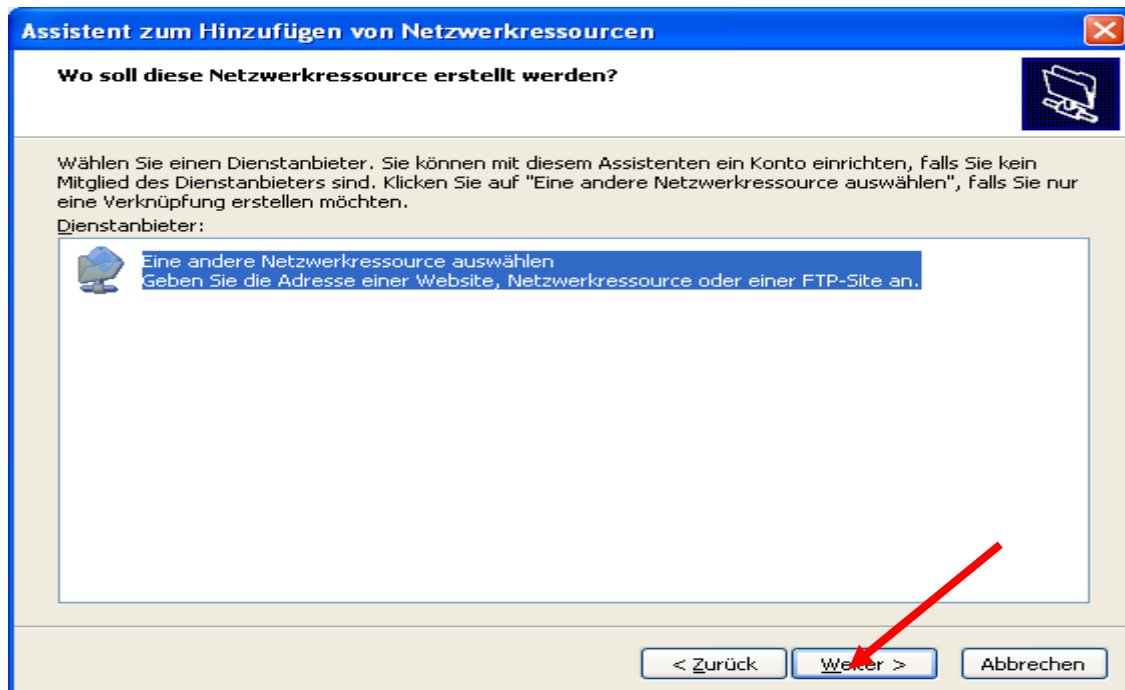 Assistent zum Hinzufügen von Netzwerkressourcen
Wo soll diese Netzwerkressource erstellt werden?
Wählen Sie einen Dienstanbieter. Sie können mit diesem Assistenten ein Konto einrichten, falls Sie kein
Mitglied des Dienstanbieters sind. Klicken Sie auf "Eine andere Netzwerkressource auswählen", falls Sie nur
eine Verknüpfung erstellen möchten.
Dienstanbieter:
Eine andere Netzwerkressource auswählen
Geben Sie die Adresse einer Website, Netzwerkressource oder einer FTP-Site an.
< Zurück Weiter > Abbrechen